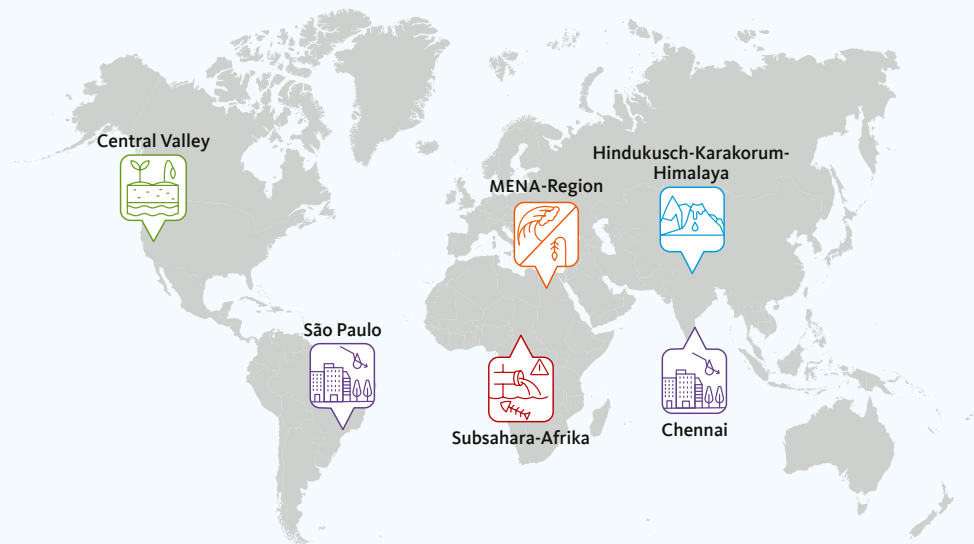 Central Valley
Hindukusch-Karakorum-
Himalaya
MENA-Region
São Paulo
Subsahara-Afrika
Chennai